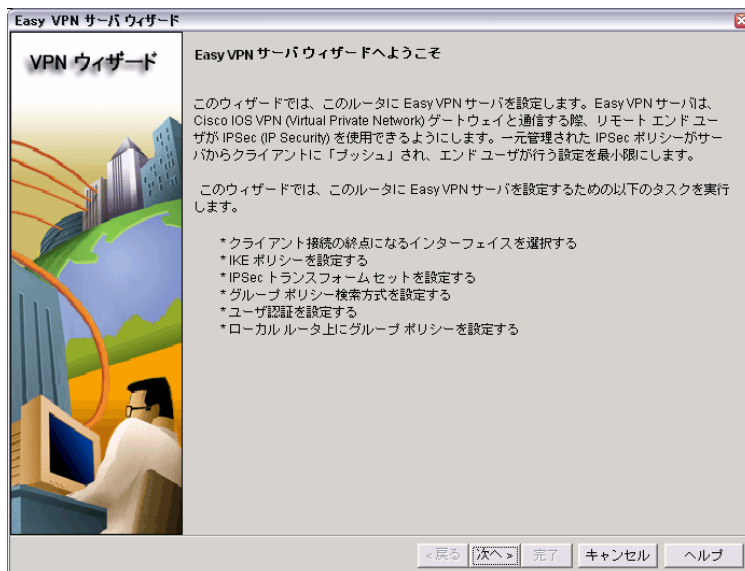 Easy VPN サーバ ウィザード
VPN ウィザード
Easy VPN サーバ ウィザードへようこそ
このウィザードでは、このルータに Easy VPN サーバを設定します。Easy VPN サーバは、
Cisco IOS VPN (Virtual Private Network) ゲートウェイと通信する際、リモート エンド ユー
ザが IPSec (IP Security) を使用できるようにします。一元管理された IPSec ポリシーがサー
バからクライアントに「プッシュ」され、エンド ユーザが行う設定を最小限にします。
このウィザードでは、このルータに Easy VPN サーバを設定するための以下のタスクを実行
します。
* クライアント接続の終点になるインターフェイスを選択する
* IKE ポリシーを設定する
* IPSec トランスフォーム セットを設定する
* グループ ポリシー検索方式を設定する
* ユーザ認証を設定する
* ローカル ルータ上にグループ ポリシーを設定する
<戻る 次へ> 完了 キャンセル ヘルプ